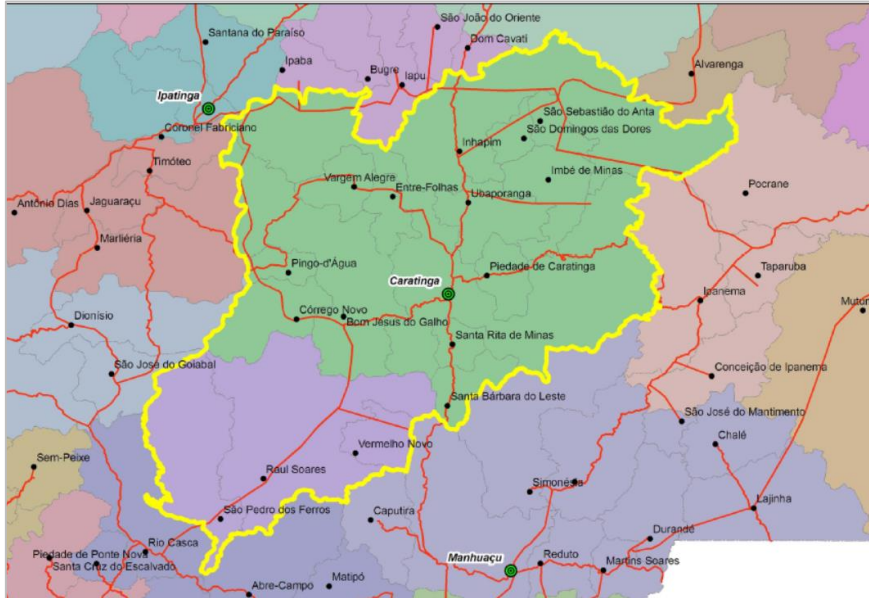 São João do Oriente
Santana do Paraíso
Dom Cavati
Ipaba
Alvarenga
Bugre
Iapu
Ipatinga
São Sebastião do Anta
Coronel Fabriciano
São Domingos das Dores
Inhapim
Timóteo
Imbé de Minas
Vargem Alegre
Entre-Folhas
Ubaporanga
Pocrane
Antônio Dias
Jaguaraçu
Marliéria
Pingo-d'Água
Piedade de Caratinga
Taparuba
Caratinga
Ipanema
Mutum
Dionísio
Córrego Novo
Bom Jesus do Galho
Santa Rita de Minas
São José do Goiabal
Conceição de Ipanema
Santa Bárbara do Leste
São José do Mantimento
Chalé
Vermelho Novo
Sem-Peixe
Raul Soares
Simonésia
Lajinha
São Pedro dos Ferros
Caputira
Durandé
Rio Casca
Piedade de Ponte Nova
Manhuaçu
Reduto
Santa Cruz do Escalvado
Martins Soares
Abre-Campo
Matipó